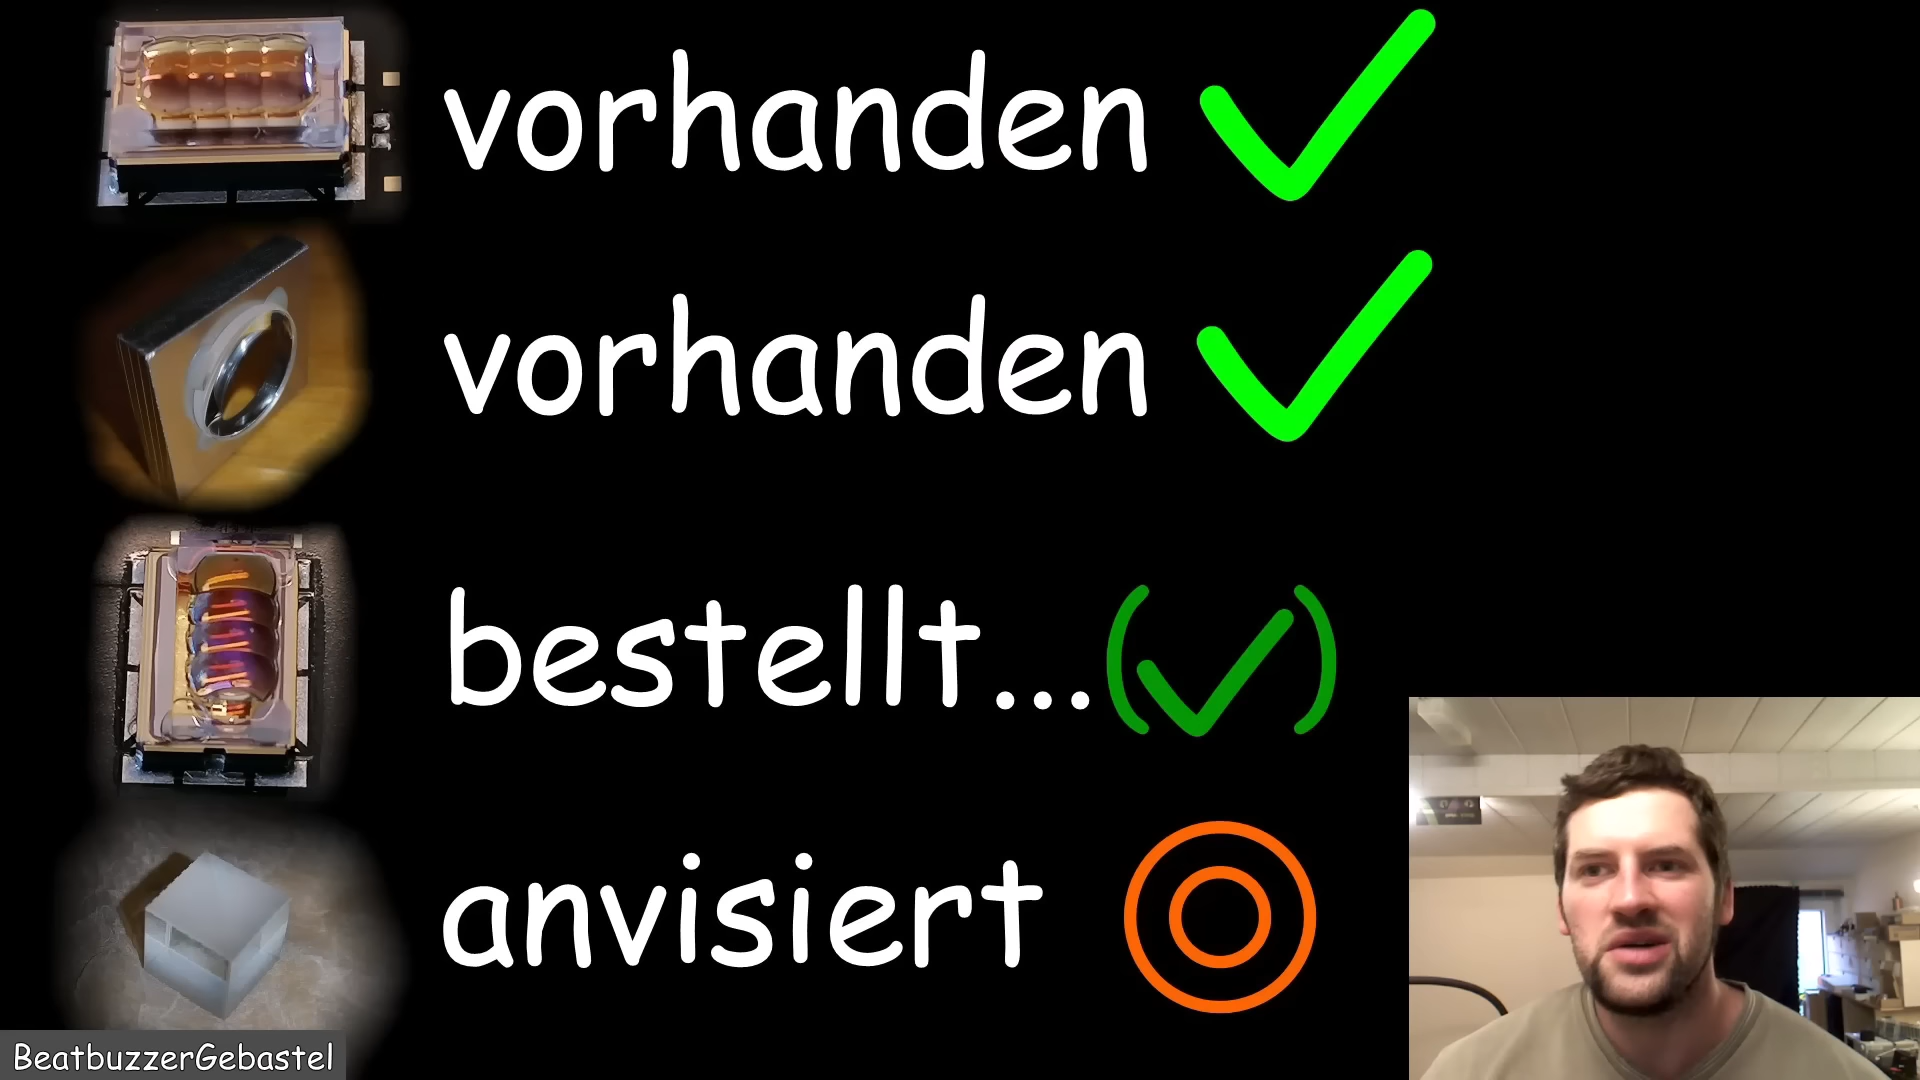 vorhanden
vorhanden
bestellt...
anvisiert
BeatbuzzerGebastel